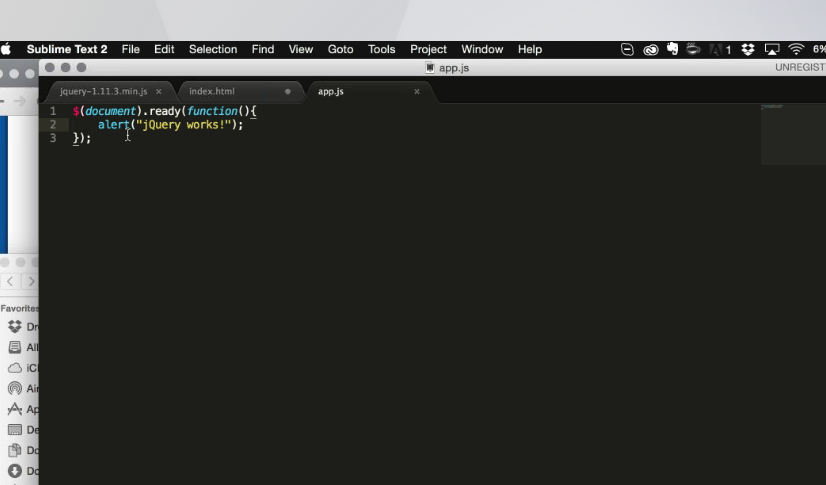 Sublime Text 2 File Edit Selection Find View Goto Tools Project Window Help 1 6%
app.js UNREGIST
jquery-1.11.3.min.js × index.html app.js ×
1 $(document).ready(function(){
2 alert("jQuery works!");
3 });
Favorites
Dr
All
iCl
Air
Ap
De
Do
Do